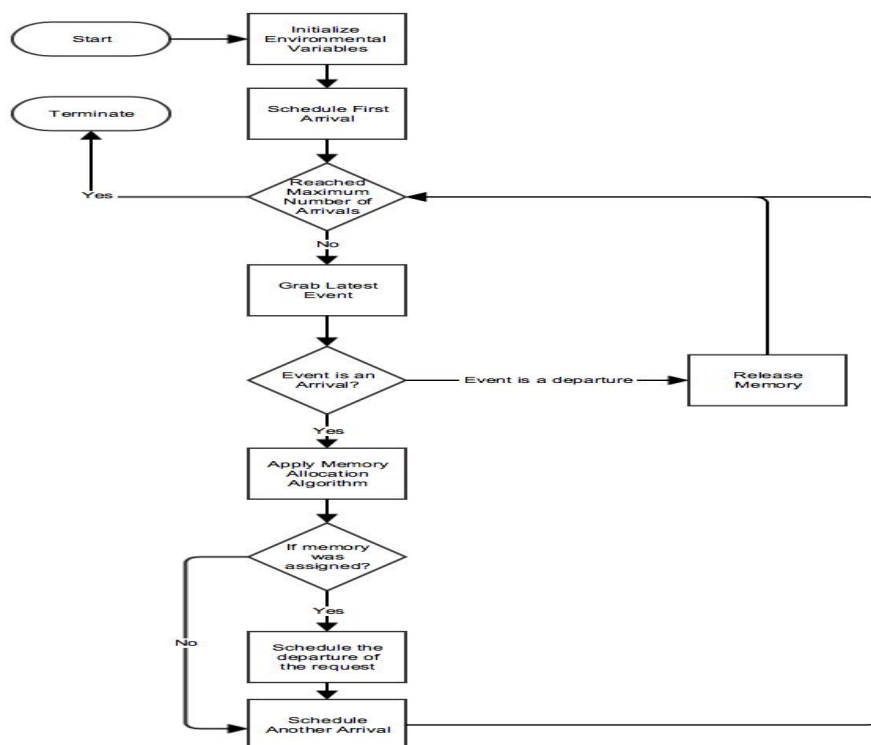 Start
Initialize
Environmental
Variables
Terminate
Schedule First
Arrival
Reached
Maximum
Number of
Arrivals
Yes
No
Grab Latest
Event
Event is an
Arrival?
Event is a departure
Release
Memory
Yes
Apply Memory
Allocation
Algorithm
If memory
was
assigned?
Yes
No
Schedule the
departure of
the request
Schedule
Another Arrival